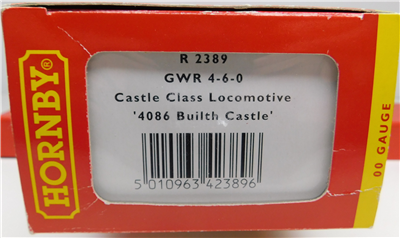 HORNBY®
R 2389
GWR 4-6-0
Castle Class Locomotive
'4086 Builth Castle'
5 010963 423896
00 GAUGE